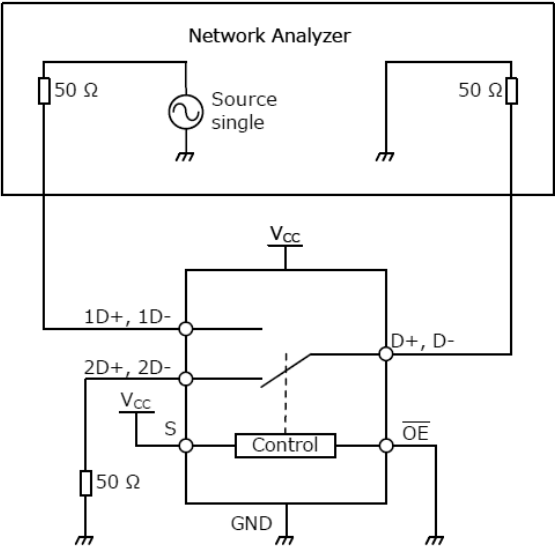 Network Analyzer
50 Ω
50 Ω
Source
single
VCC
1D+, 1D-
D+, D-
2D+, 2D-
VCC
S
Control
OE
50 Ω
GND